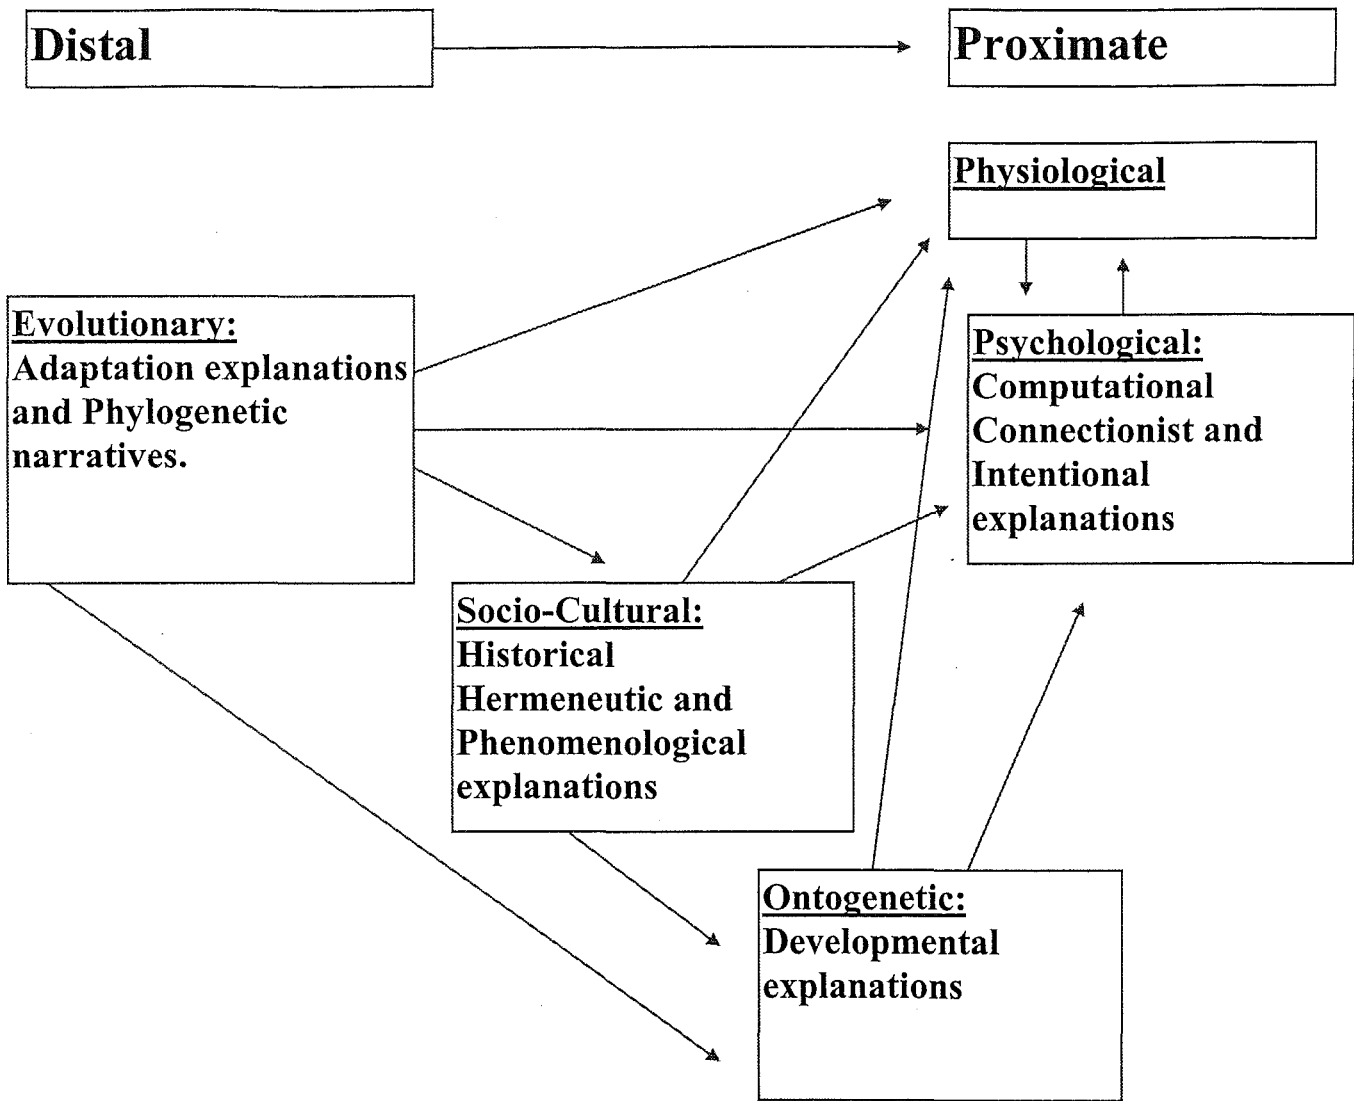 Distal
Proximate
Physiological
Evolutionary:
Adaptation explanations
and Phylogenetic
narratives.
Psychological:
Computational
Connectionist and
Intentional
explanations
Socio-Cultural:
Historical
Hermeneutic and
Phenomenological
explanations
Ontogenetic:
Developmental
explanations